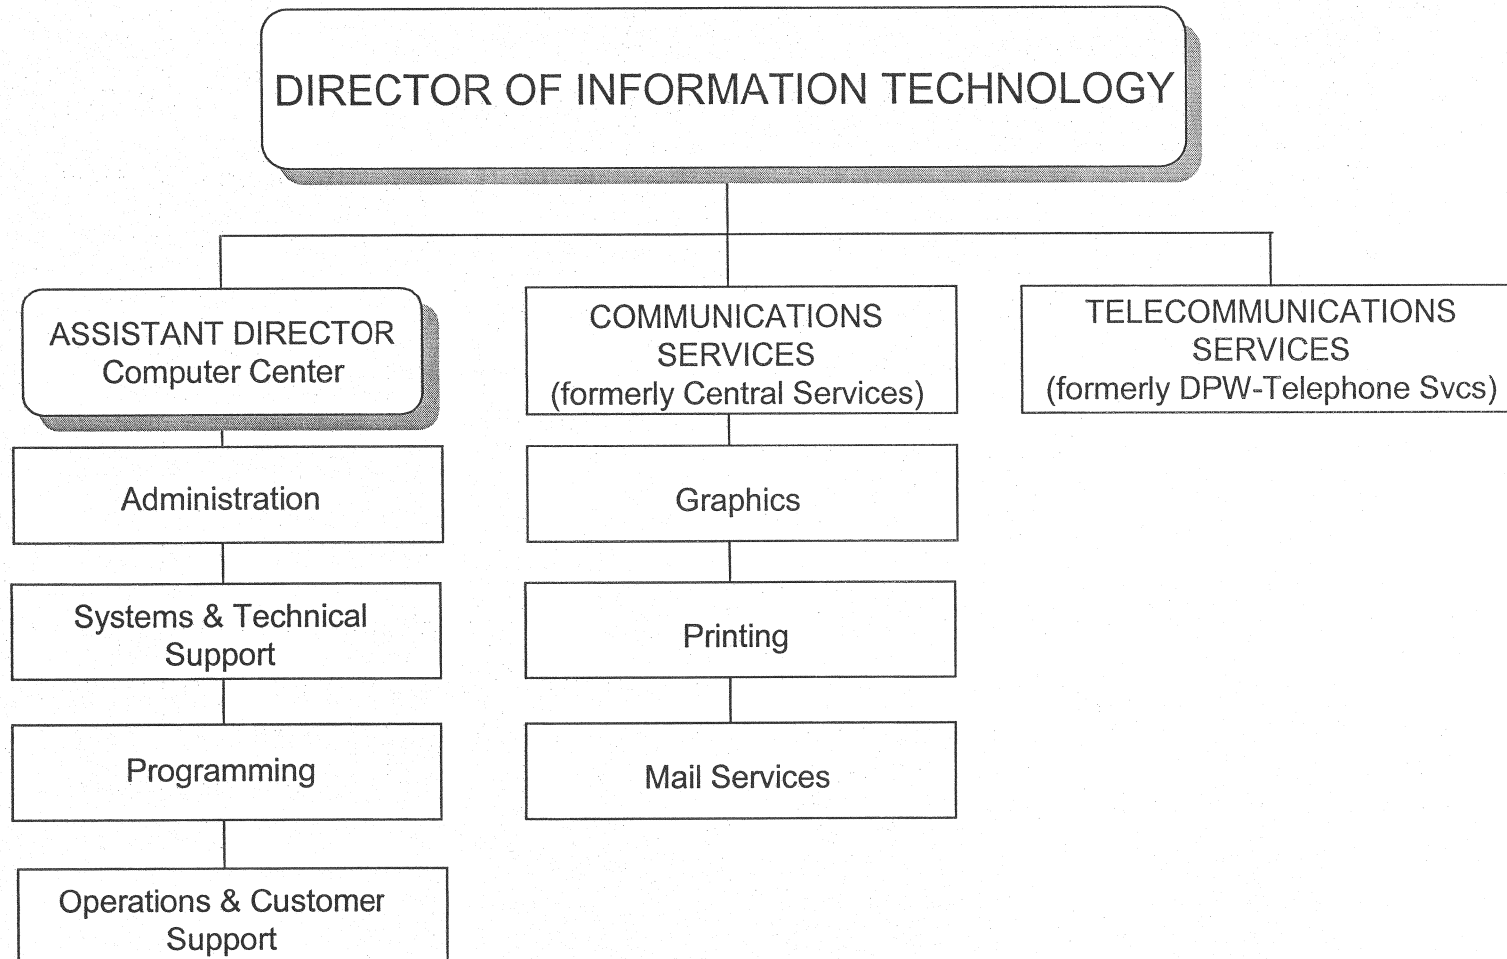 DIRECTOR OF INFORMATION TECHNOLOGY
ASSISTANT DIRECTOR
Computer Center
COMMUNICATIONS
SERVICES
(formerly Central Services)
TELECOMMUNICATIONS
SERVICES
(formerly DPW-Telephone Svcs)
Administration
Graphics
Systems & Technical
Support
Printing
Programming
Mail Services
Operations & Customer
Support